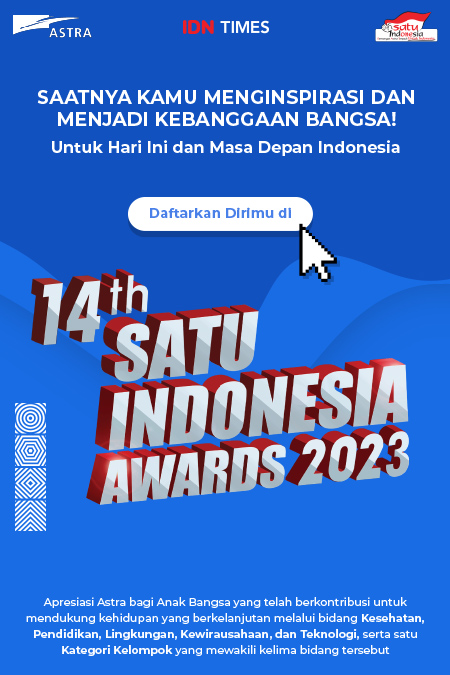 ASTRA
IDN TIMES
satu
Indonesia
SAATNYA KAMU MENGINSPIRASI DAN
MENJADI KEBANGGAAN BANGSA!
Untuk Hari Ini dan Masa Depan Indonesia
Daftarkan Dirimu di
14th
SATU
INDONESIA
AWARDS 2023
Apresiasi Astra bagi Anak Bangsa yang telah berkontribusi untuk
mendukung kehidupan yang berkelanjutan melalui bidang Kesehatan,
Pendidikan, Lingkungan, Kewirausahaan, dan Teknologi, serta satu
Kategori Kelompok yang mewakili kelima bidang tersebut